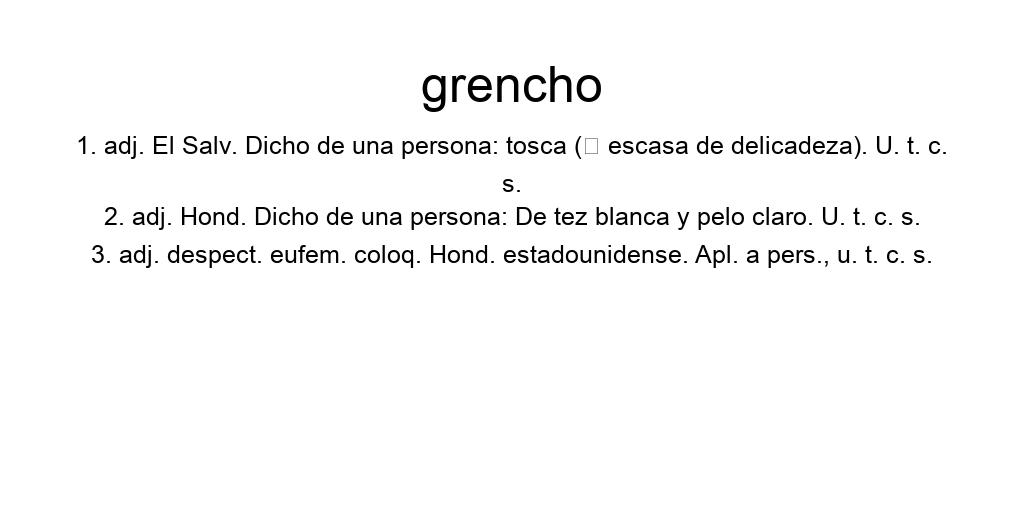 grencho
1. adj. El Salv. Dicho de una persona: tosca (□ escasa de delicadeza). U. t. c.
s.
2. adj. Hond. Dicho de una persona: De tez blanca y pelo claro. U. t. c. s.
3. adj. despect. eufem. coloq. Hond. estadounidense. Apl. a pers., u. t. c. s.